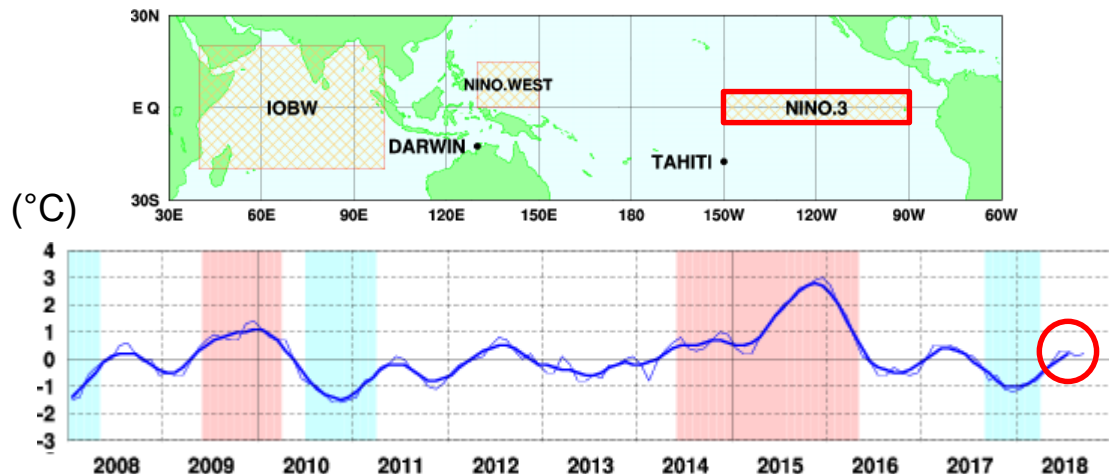 30N
NINO.WEST
E Q
IOBW
NINO.3
DARWIN
TAHITI
30S
30E 60E 90E 120E 150E 180 150W 120W 90W 60W
(°C)
4
3
2
1
0
-1
-2
-3
2008 2009 2010 2011 2012 2013 2014 2015 2016 2017 2018